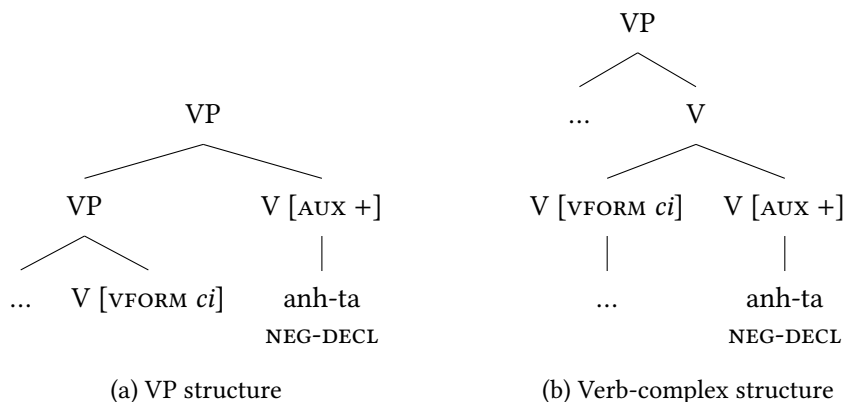 VP
VP
... V
VP V [AUX +]
V [VFORM ci] V [AUX +]
... V [VFORM ci] anh-ta
NEG-DECL
... anh-ta
NEG-DECL
(a) VP structure
(b) Verb-complex structure